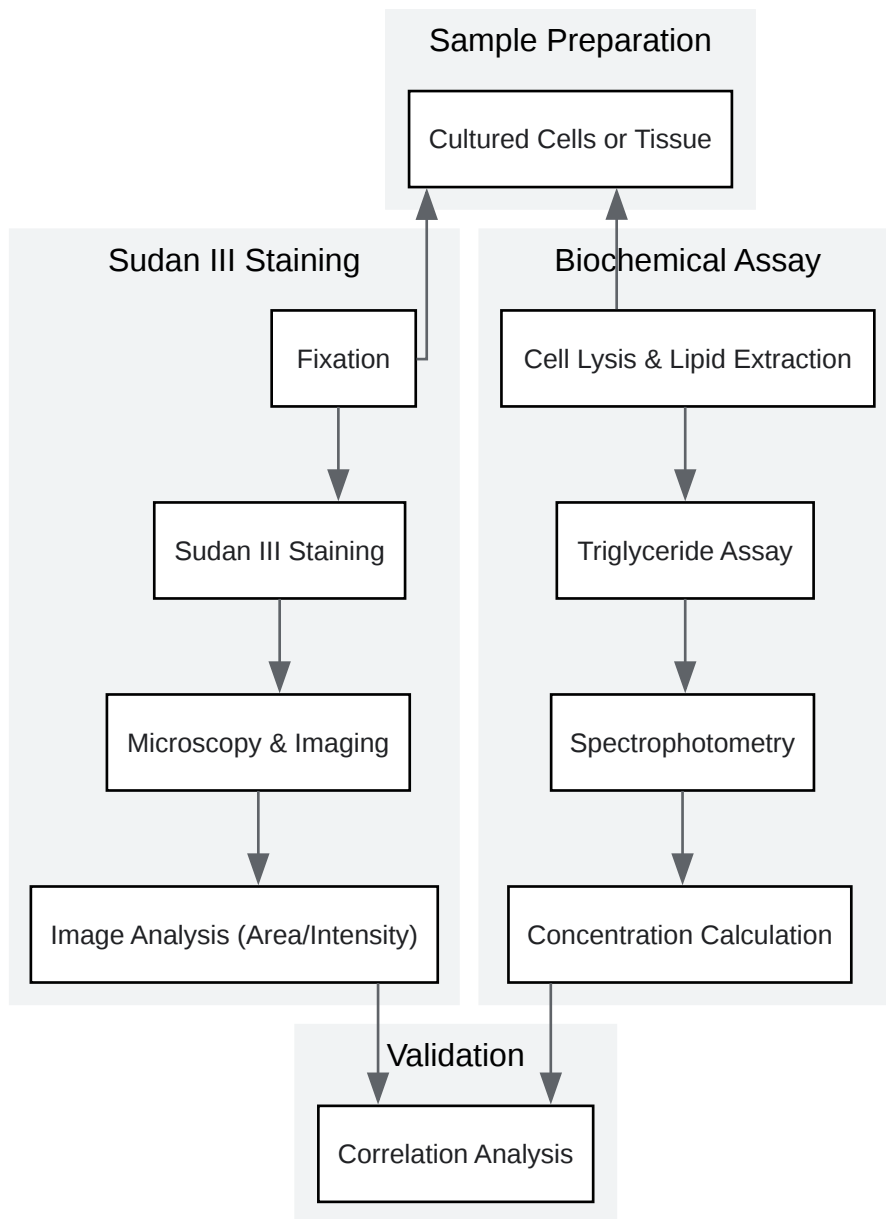 Sample Preparation
Cultured Cells or Tissue
Sudan III Staining
Fixation
Sudan III Staining
Microscopy & Imaging
Image Analysis (Area/Intensity)
Biochemical Assay
Cell Lysis & Lipid Extraction
Triglyceride Assay
Spectrophotometry
Concentration Calculation
Validation
Correlation Analysis